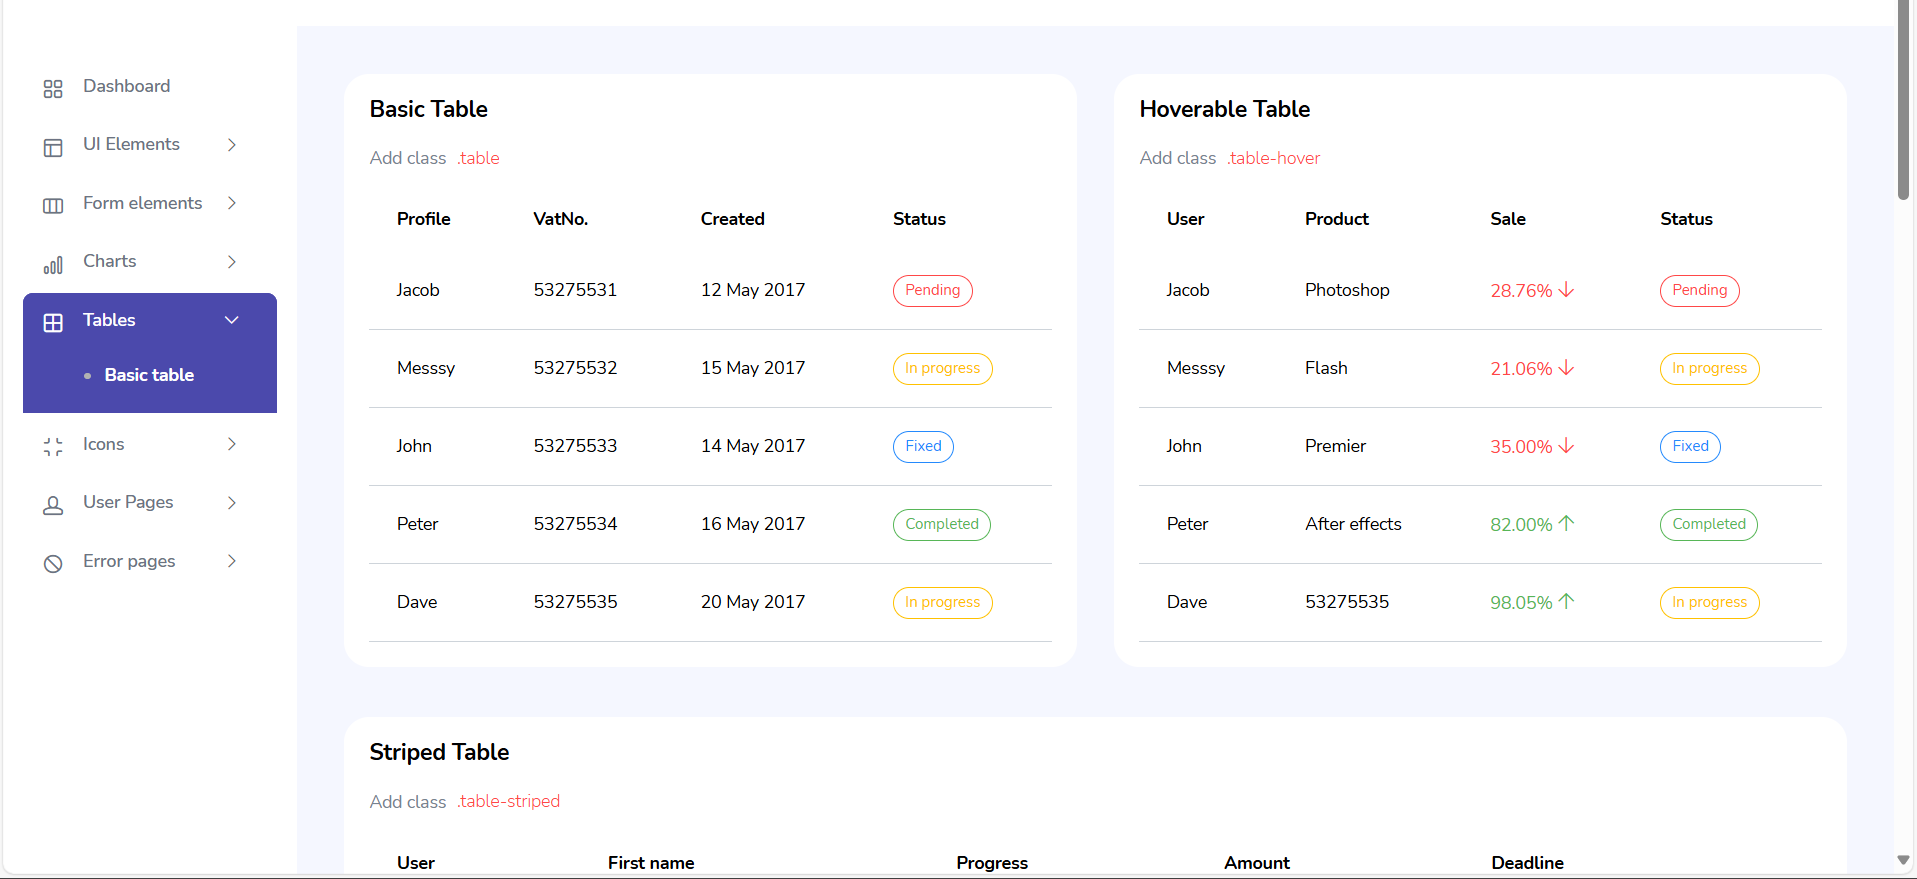 Dashboard
UI Elements
Form elements
Charts
Tables
Basic table
Icons
User Pages
Error pages
Basic Table
Add class .table
Profile VatNo. Created Status
Jacob 53275531 12 May 2017 Pending
Messsy 53275532 15 May 2017 In progress
John 53275533 14 May 2017 Fixed
Peter 53275534 16 May 2017 Completed
Dave 53275535 20 May 2017 In progress
Hoverable Table
Add class .table-hover
User Product Sale Status
Jacob Photoshop 28.76% Pending
Messsy Flash 21.06% In progress
John Premier 35.00% Fixed
Peter After effects 82.00% Completed
Dave 53275535 98.05% In progress
Striped Table
Add class .table-striped
User First name Progress Amount Deadline